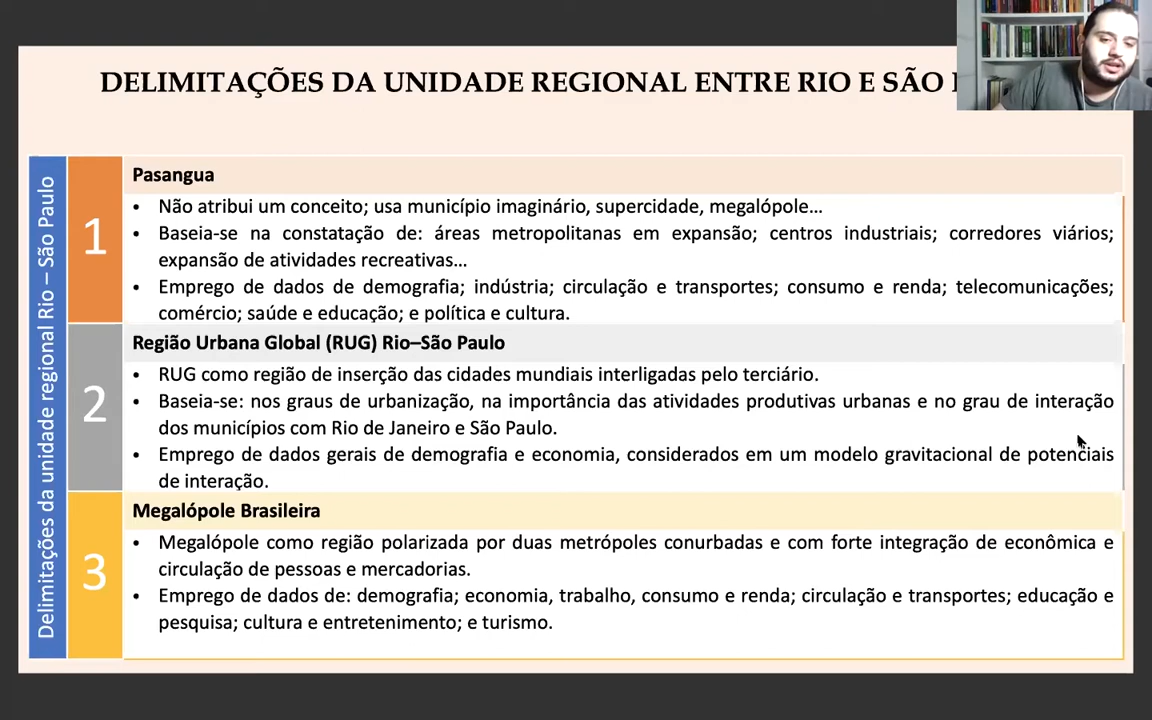 DELIMITAÇÕES DA UNIDADE REGIONAL ENTRE RIO E SÃO
Delimitações da unidade regional Rio – São Paulo
1
Pasangua
• Não atribui um conceito; usa município imaginário, supercidade, megalópole...
• Baseia-se na constatação de: áreas metropolitanas em expansão; centros industriais; corredores viários;
expansão de atividades recreativas...
• Emprego de dados de demografia; indústria; circulação e transportes; consumo e renda; telecomunicações;
comércio; saúde e educação; e política e cultura.
2
Região Urbana Global (RUG) Rio–São Paulo
• RUG como região de inserção das cidades mundiais interligadas pelo terciário.
• Baseia-se: nos graus de urbanização, na importância das atividades produtivas urbanas e no grau de interação
dos municípios com Rio de Janeiro e São Paulo.
• Emprego de dados gerais de demografia e economia, considerados em um modelo gravitacional de potenciais
de interação.
3
Megalópole Brasileira
• Megalópole como região polarizada por duas metrópoles conurbadas e com forte integração de econômica e
circulação de pessoas e mercadorias.
• Emprego de dados de: demografia; economia, trabalho, consumo e renda; circulação e transportes; educação e
pesquisa; cultura e entretenimento; e turismo.